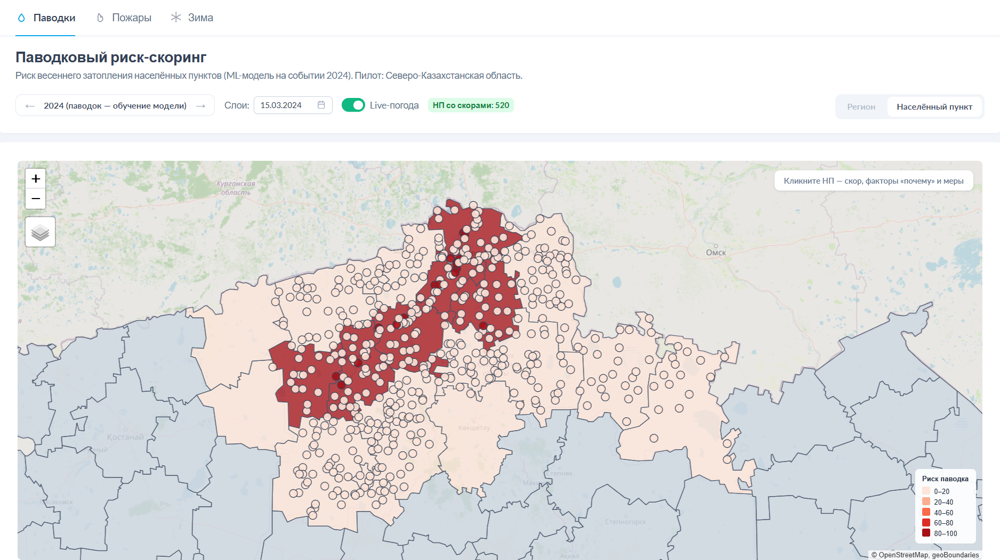 Паводки
Пожары
Зима
Паводковый риск-скоринг
Риск весеннего затопления населённых пунктов (ML-модель на событии 2024). Пилот: Северо-Казахстанская область.
← 2024 (паводок — обучение модели) →
Слои: 15.03.2024
Live-погода
НП со скорами: 520
Регион
Населённый пункт
+
−
Кликните НП — скор, факторы «почему» и меры
Курганская
область
Омск
Көкшетау
Қостанай
Степняк
Степногорск
Ақкөл
Риск паводка
0–20
20–40
40–60
60–80
80–100
© OpenStreetMap, geoBoundaries